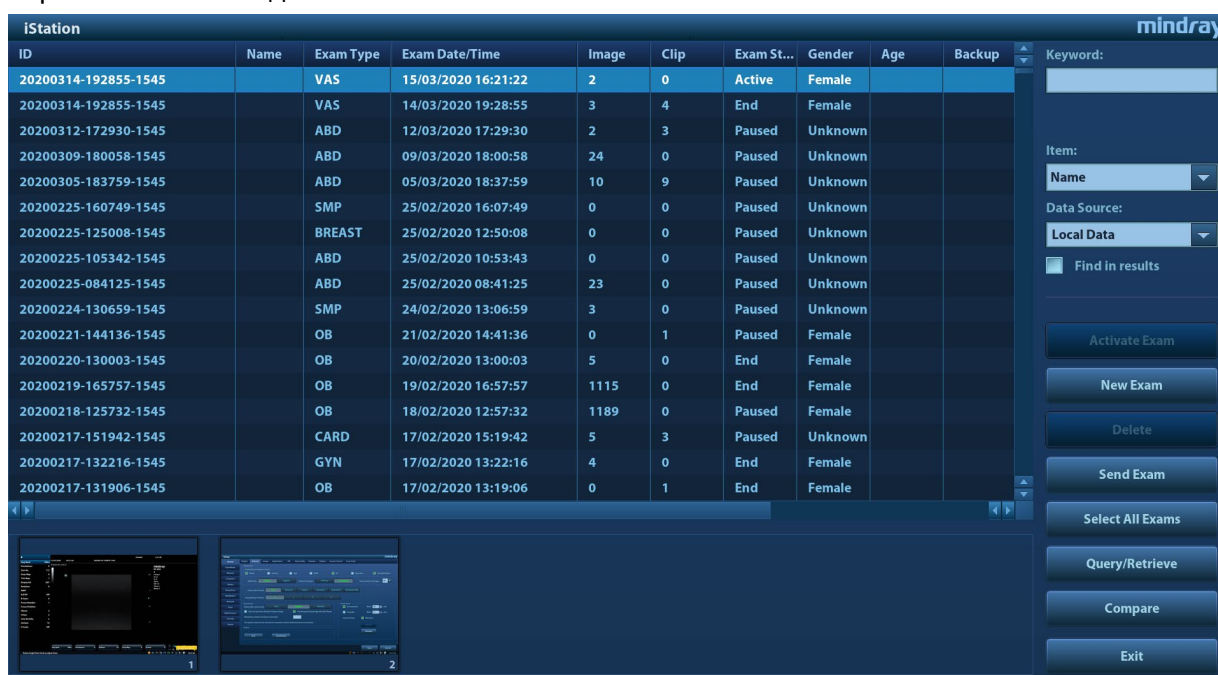 iStation mindray
ID Name Exam Type Exam Date/Time Image Clip Exam St... Gender Age Backup
20200314-192855-1545 VAS 15/03/2020 16:21:22 2 0 Active Female
20200314-192855-1545 VAS 14/03/2020 19:28:55 3 4 End Female
20200312-172930-1545 ABD 12/03/2020 17:29:30 2 3 Paused Unknown
20200309-180058-1545 ABD 09/03/2020 18:00:58 24 0 Paused Unknown
20200305-183759-1545 ABD 05/03/2020 18:37:59 10 9 Paused Unknown
20200225-160749-1545 SMP 25/02/2020 16:07:49 0 0 Paused Unknown
20200225-125008-1545 BREAST 25/02/2020 12:50:08 0 0 Paused Unknown
20200225-105342-1545 ABD 25/02/2020 10:53:43 0 0 Paused Unknown
20200225-084125-1545 ABD 25/02/2020 08:41:25 23 0 Paused Unknown
20200224-130659-1545 SMP 24/02/2020 13:06:59 3 0 Paused Unknown
20200221-144136-1545 OB 21/02/2020 14:41:36 0 1 Paused Female
20200220-130003-1545 OB 20/02/2020 13:00:03 5 0 End Female
20200219-165757-1545 OB 19/02/2020 16:57:57 1115 0 End Female
20200218-125732-1545 OB 18/02/2020 12:57:32 1189 0 Paused Female
20200217-151942-1545 CARD 17/02/2020 15:19:42 5 3 Paused Unknown
20200217-132216-1545 GYN 17/02/2020 13:22:16 4 0 End Female
20200217-131906-1545 OB 17/02/2020 13:19:06 0 1 End Female
1
2
Keyword:
Item:
Name
Data Source:
Local Data
Find in results
Activate Exam
New Exam
Delete
Send Exam
Select All Exams
Query/Retrieve
Compare
Exit